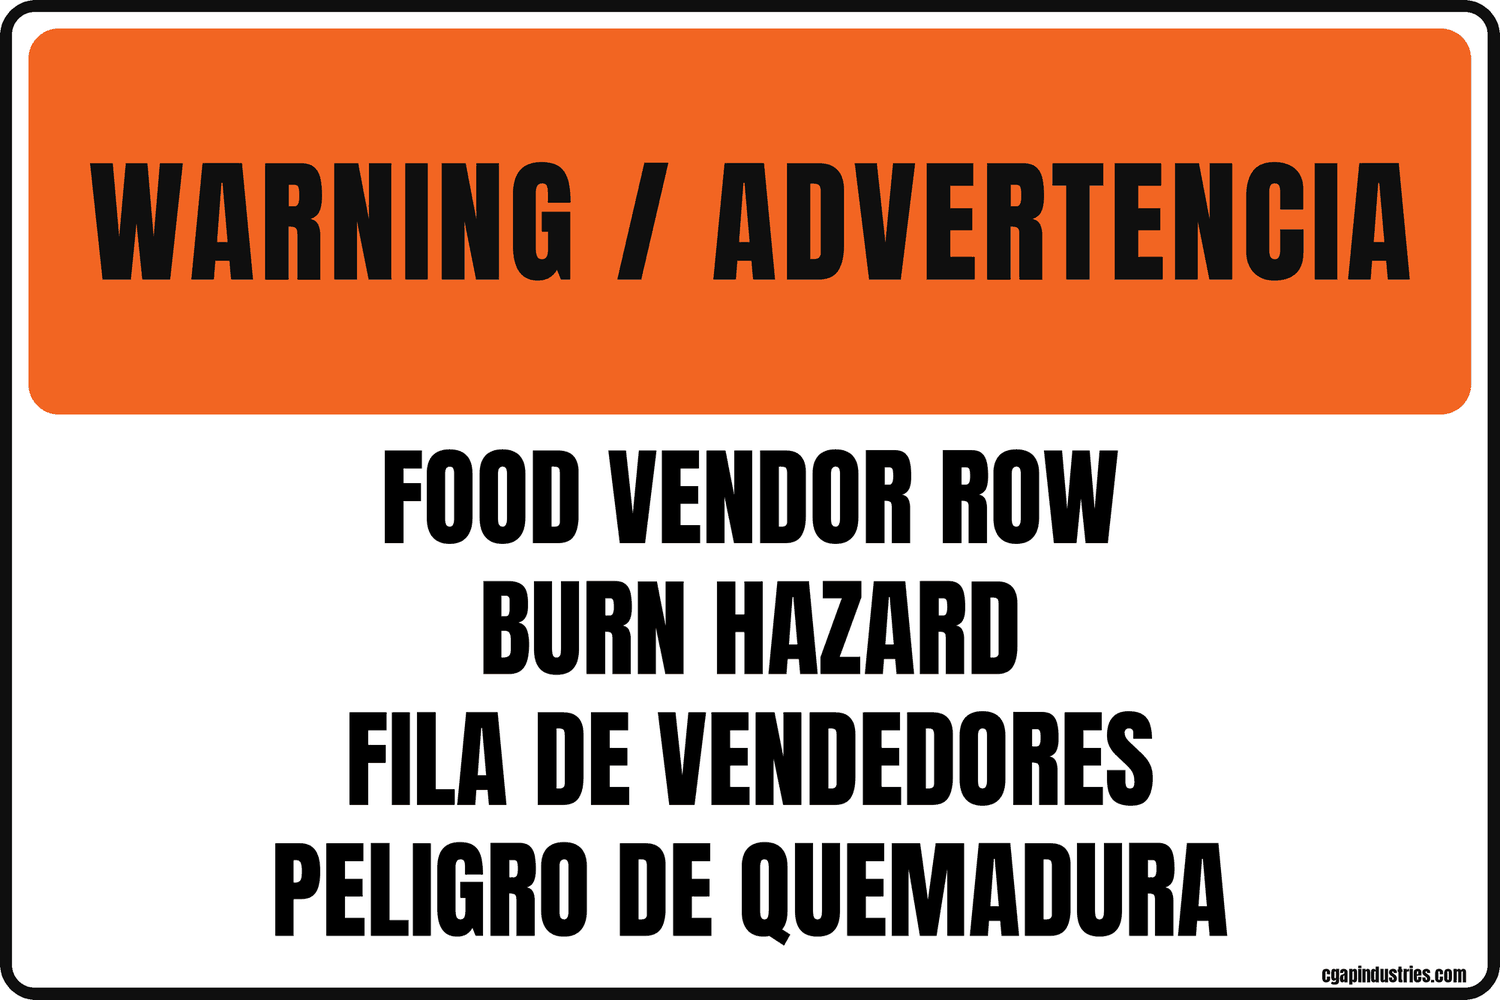 WARNING / ADVERTENCIA
FOOD VENDOR ROW
BURN HAZARD
FILA DE VENDEDORES
PELIGRO DE QUEMADURA
cgapindustries.com